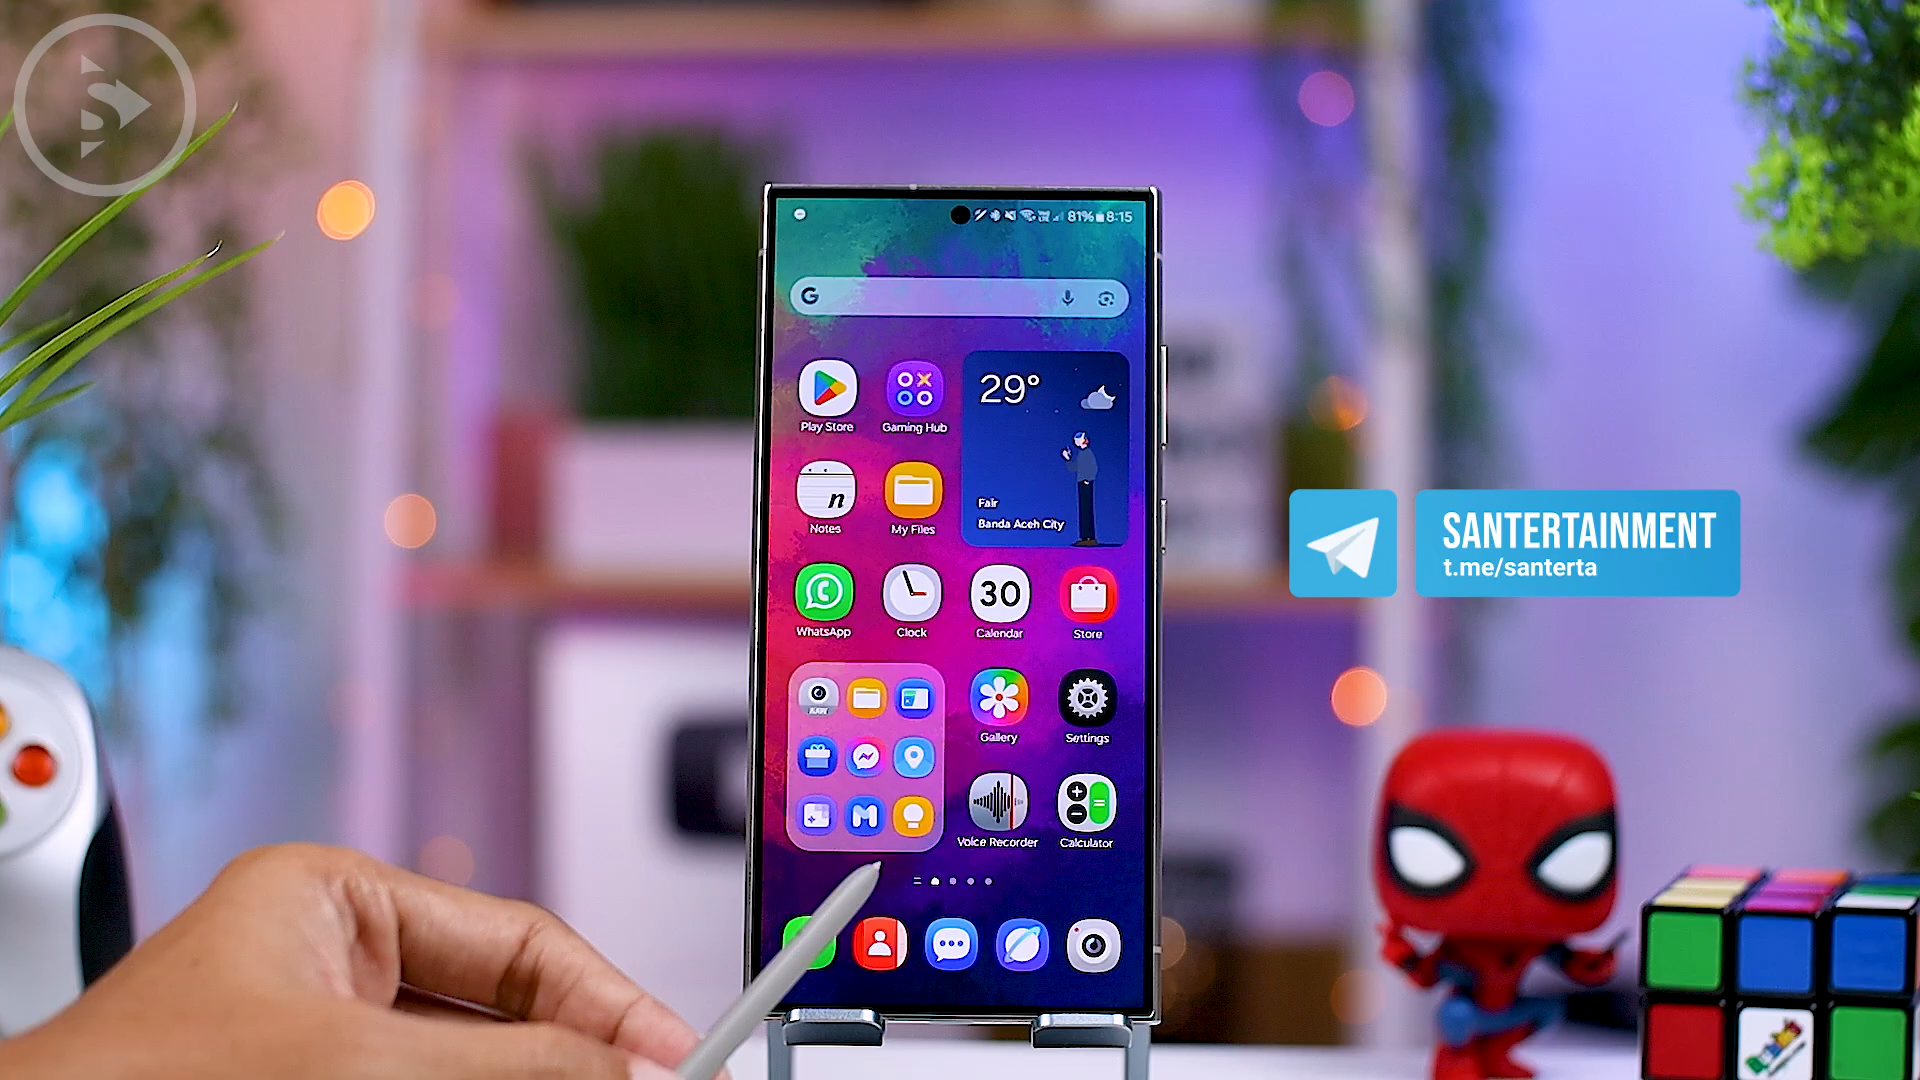 81% 8:15
G
Play Store
Gaming Hub
29°
Fair
Banda Aceh City
n
Notes
My Files
WhatsApp
Clock
30
Calendar
Store
RAW
Gallery
Settings
Voice Recorder
Calculator
SANTERTAINMENT
t.me/santerta